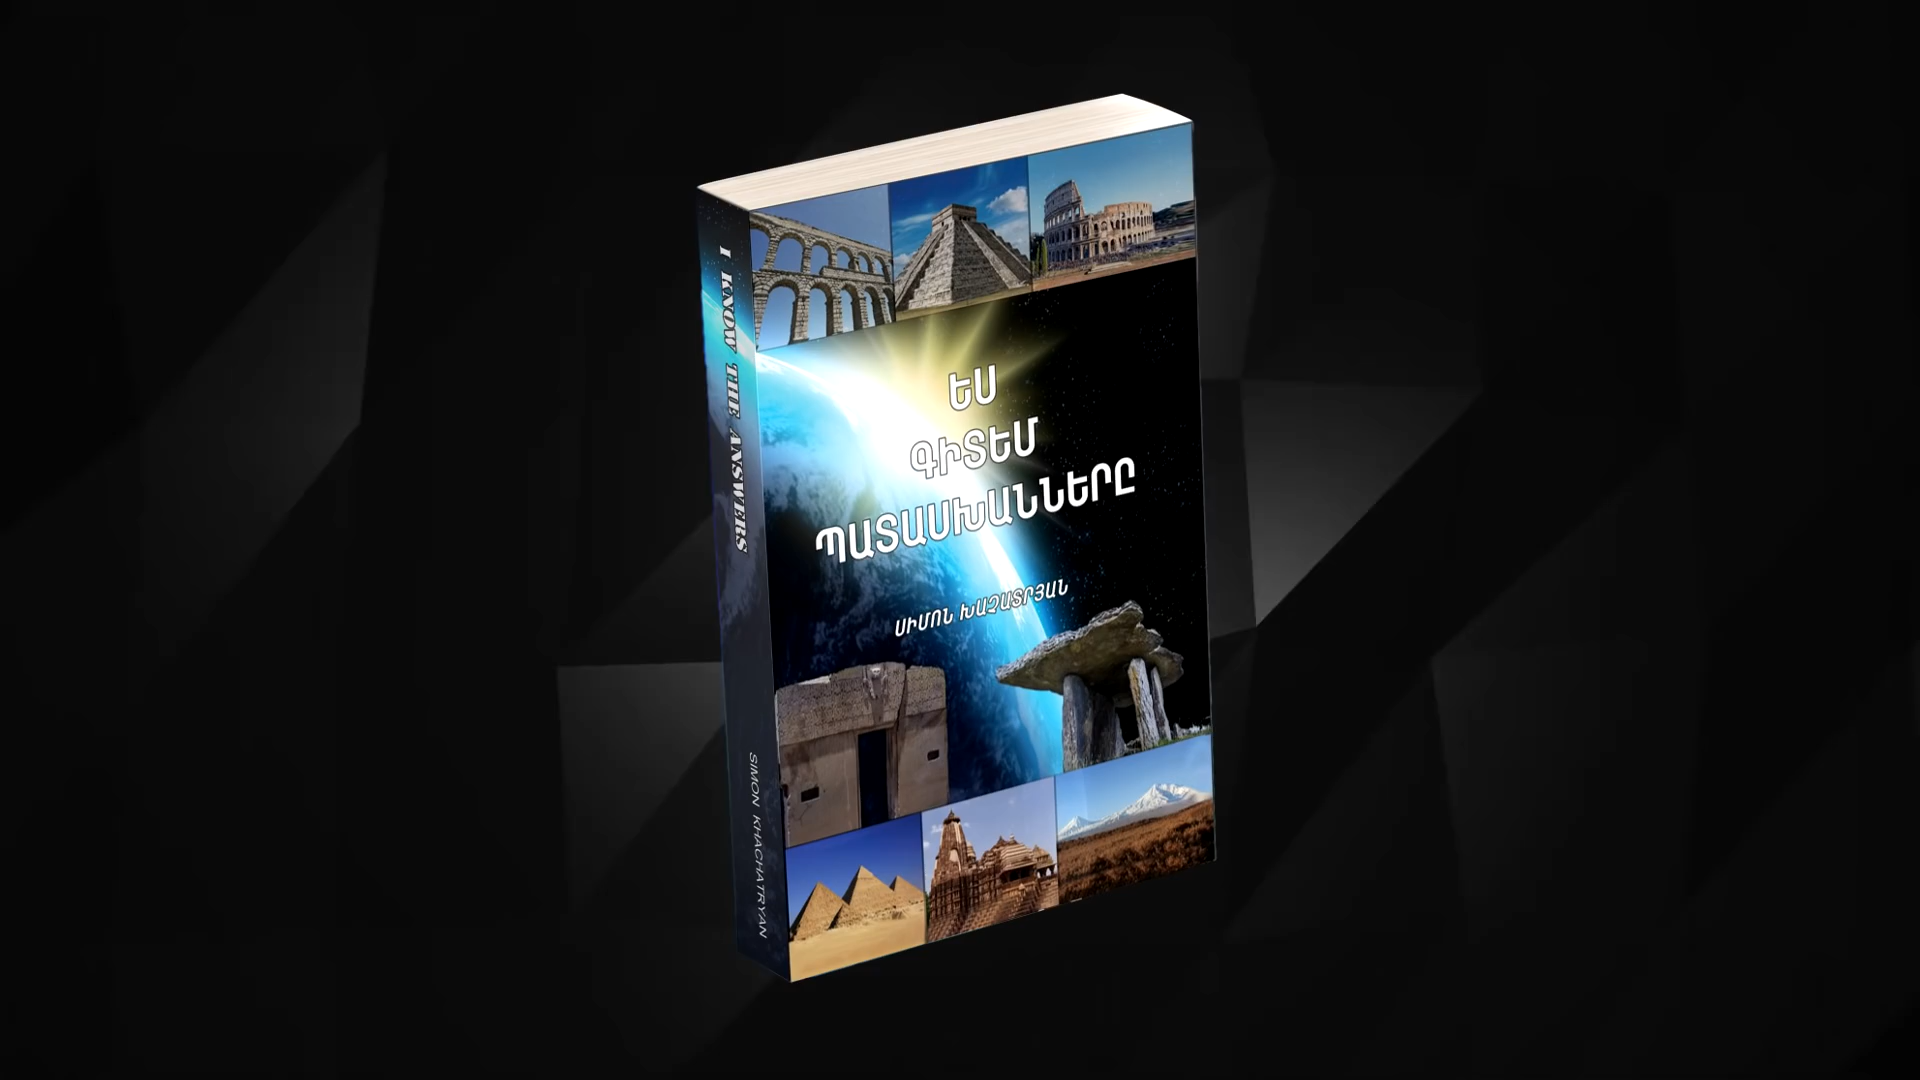 I KNOW THE ANSWERS
SIMON KHACHATRYAN
ԵՍ
ԳԻՏԵՄ
ՊԱՏԱՍԽԱՆՆԵՐԸ
ՍԻՄՈՆ ԽԱՉԱՏՐՅԱՆ